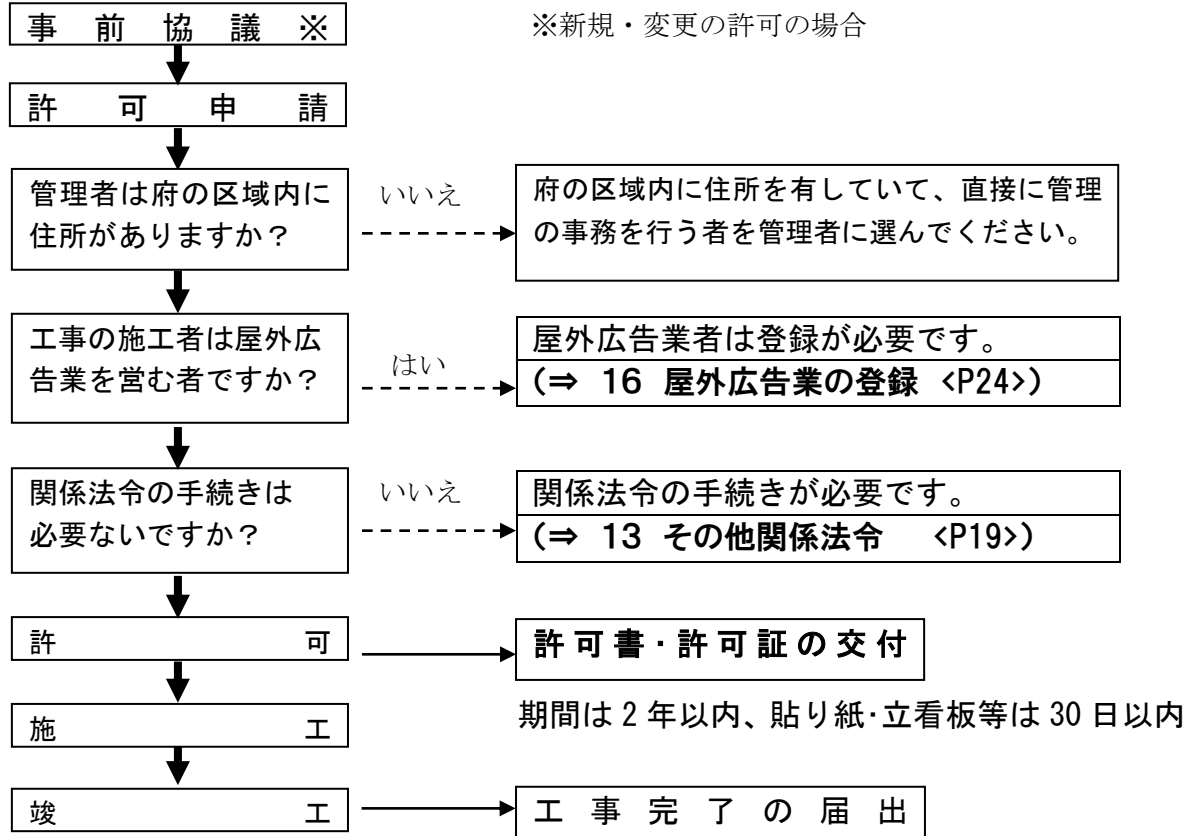 事前協議※
※新規・変更の許可の場合
許可申請
管理者は府の区域内に
住所がありますか？
いいえ
府の区域内に住所を有していて、直接に管理
の事務を行う者を管理者に選んでください。
工事の施工者は屋外広
告業を営む者ですか？
はい
屋外広告業者は登録が必要です。
(⇒ 16 屋外広告業の登録 <P24>)
関係法令の手続きは
必要ないですか？
いいえ
関係法令の手続きが必要です。
(⇒ 13 その他関係法令 <P19>)
許可
許可書・許可証の交付
期間は2年以内、貼り紙・立看板等は30日以内
施工
竣工
工事完了の届出